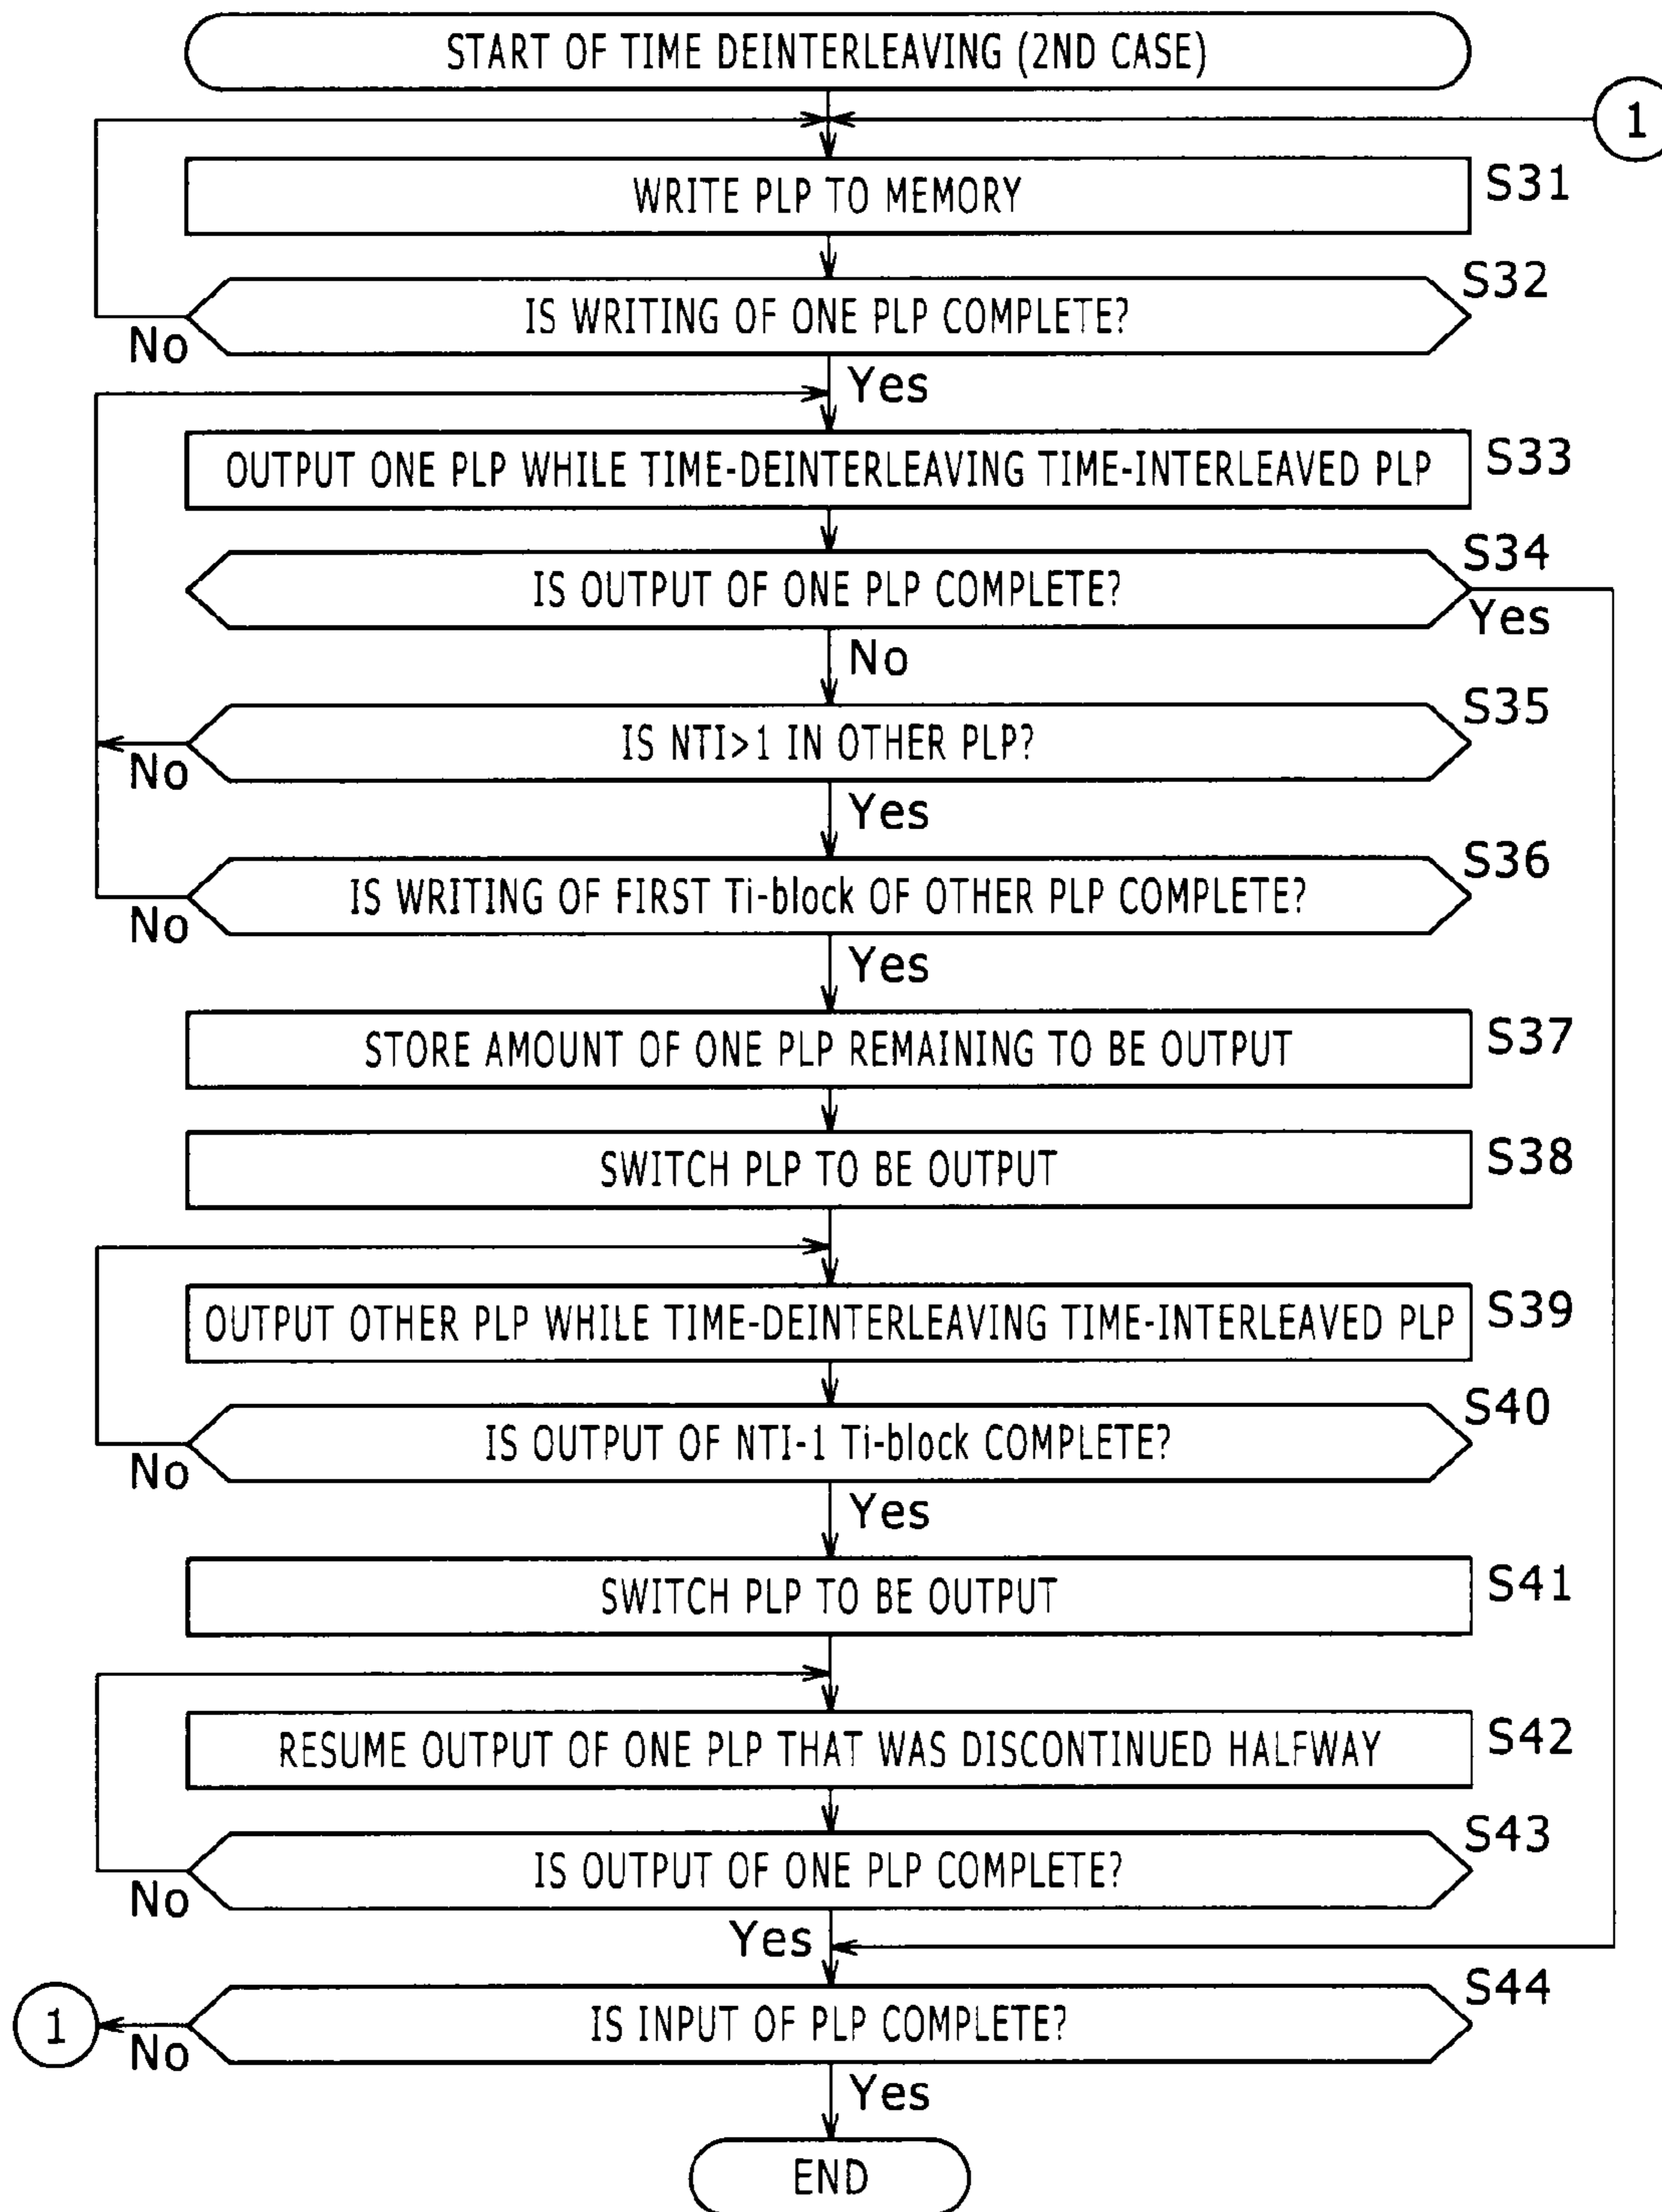 START OF TIME DEINTERLEAVING (2ND CASE)
1
WRITE PLP TO MEMORY
S31
IS WRITING OF ONE PLP COMPLETE?
S32
No
Yes
OUTPUT ONE PLP WHILE TIME-DEINTERLEAVING TIME-INTERLEAVED PLP
S33
IS OUTPUT OF ONE PLP COMPLETE?
S34
Yes
No
IS NTI>1 IN OTHER PLP?
S35
No
Yes
IS WRITING OF FIRST Ti-block OF OTHER PLP COMPLETE?
S36
No
Yes
STORE AMOUNT OF ONE PLP REMAINING TO BE OUTPUT
S37
SWITCH PLP TO BE OUTPUT
S38
OUTPUT OTHER PLP WHILE TIME-DEINTERLEAVING TIME-INTERLEAVED PLP
S39
IS OUTPUT OF NTI-1 Ti-block COMPLETE?
S40
No
Yes
SWITCH PLP TO BE OUTPUT
S41
RESUME OUTPUT OF ONE PLP THAT WAS DISCONTINUED HALFWAY
S42
IS OUTPUT OF ONE PLP COMPLETE?
S43
No
Yes
IS INPUT OF PLP COMPLETE?
S44
1
No
Yes
END